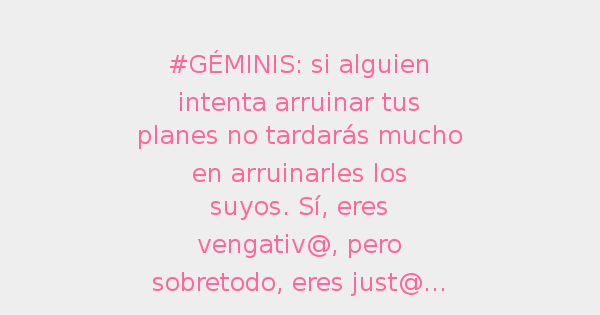 #GÉMINIS: si alguien
intenta arruinar tus
planes no tardarás mucho
en arruinarles los
suyos. Sí, eres
vengativ@, pero
sobretodo, eres just@...